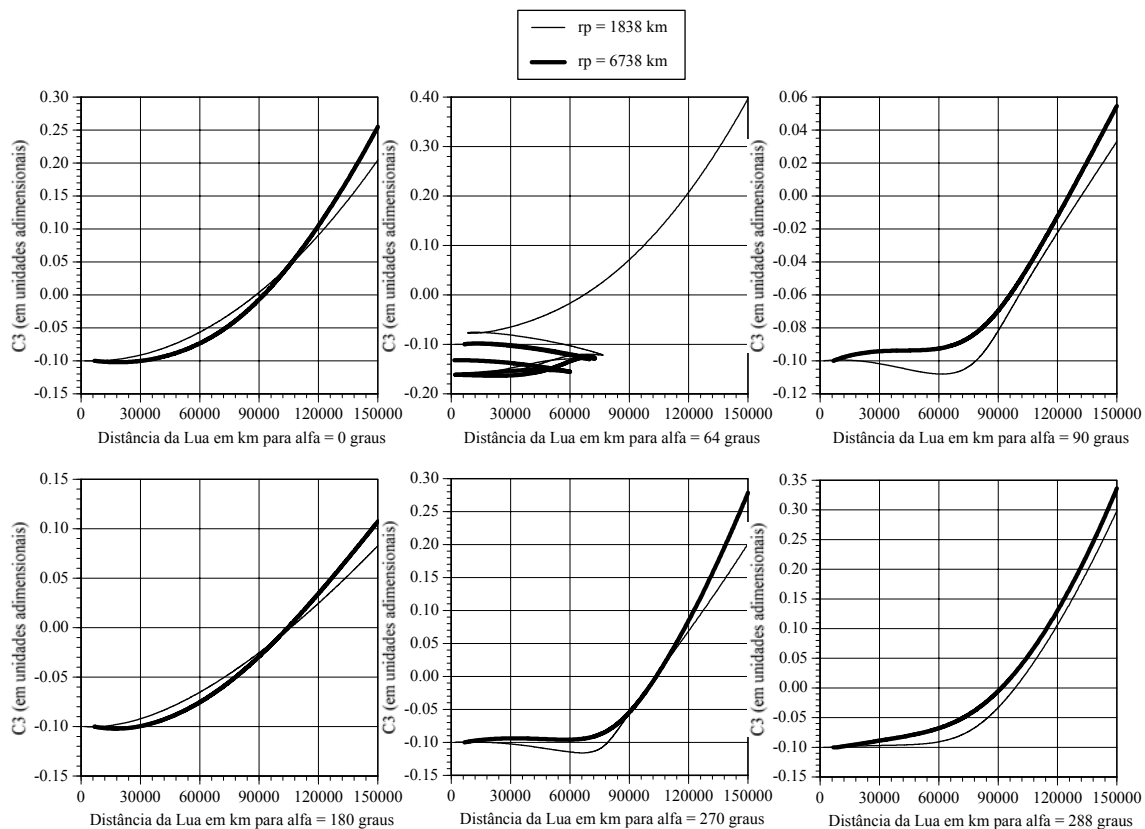 rp = 1838 km
rp = 6738 km
C3 (em unidades adimensionais)
0.30
0.25
0.20
0.15
0.10
0.05
0.00
-0.05
-0.10
-0.15
0 30000 60000 90000 120000 150000
Distância da Lua em km para alfa = 0 graus
C3 (em unidades adimensionais)
0.40
0.30
0.20
0.10
0.00
-0.10
-0.20
0 30000 60000 90000 120000 150000
Distância da Lua em km para alfa = 64 graus
C3 (em unidades adimensionais)
0.06
0.04
0.02
0.00
-0.02
-0.04
-0.06
-0.08
-0.10
-0.12
0 30000 60000 90000 120000 150000
Distância da Lua em km para alfa = 90 graus
C3 (em unidades adimensionais)
0.15
0.10
0.05
0.00
-0.05
-0.10
-0.15
0 30000 60000 90000 120000 150000
Distância da Lua em km para alfa = 180 graus
C3 (em unidades adimensionais)
0.30
0.25
0.20
0.15
0.10
0.05
0.00
-0.05
-0.10
-0.15
0 30000 60000 90000 120000 150000
Distância da Lua em km para alfa = 270 graus
C3 (em unidades adimensionais)
0.35
0.30
0.25
0.20
0.15
0.10
0.05
0.00
-0.05
-0.10
-0.15
0 30000 60000 90000 120000 150000
Distância da Lua em km para alfa = 288 graus